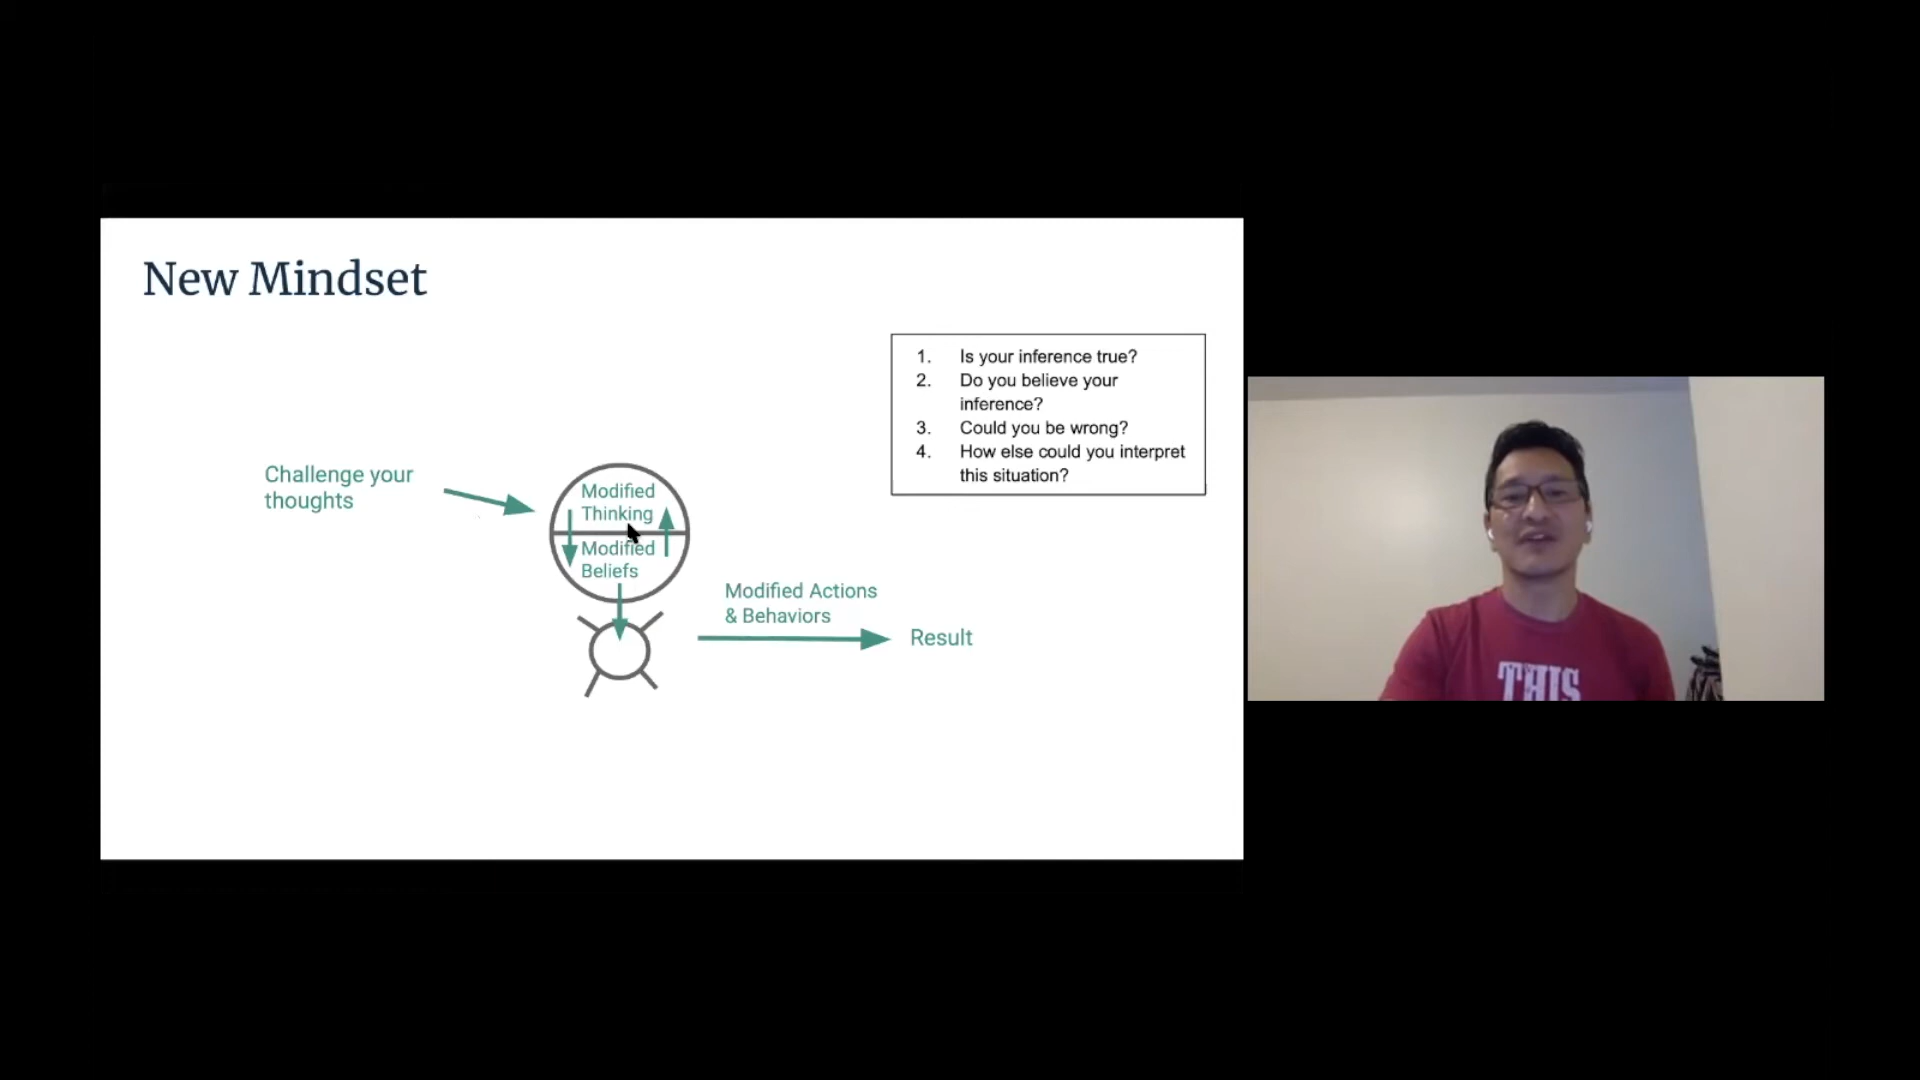 New Mindset
1. Is your inference true?
2. Do you believe your
inference?
3. Could you be wrong?
4. How else could you interpret
this situation?
Challenge your
thoughts
Modified
Thinking
Modified
Beliefs
Modified Actions
& Behaviors
Result
THIS